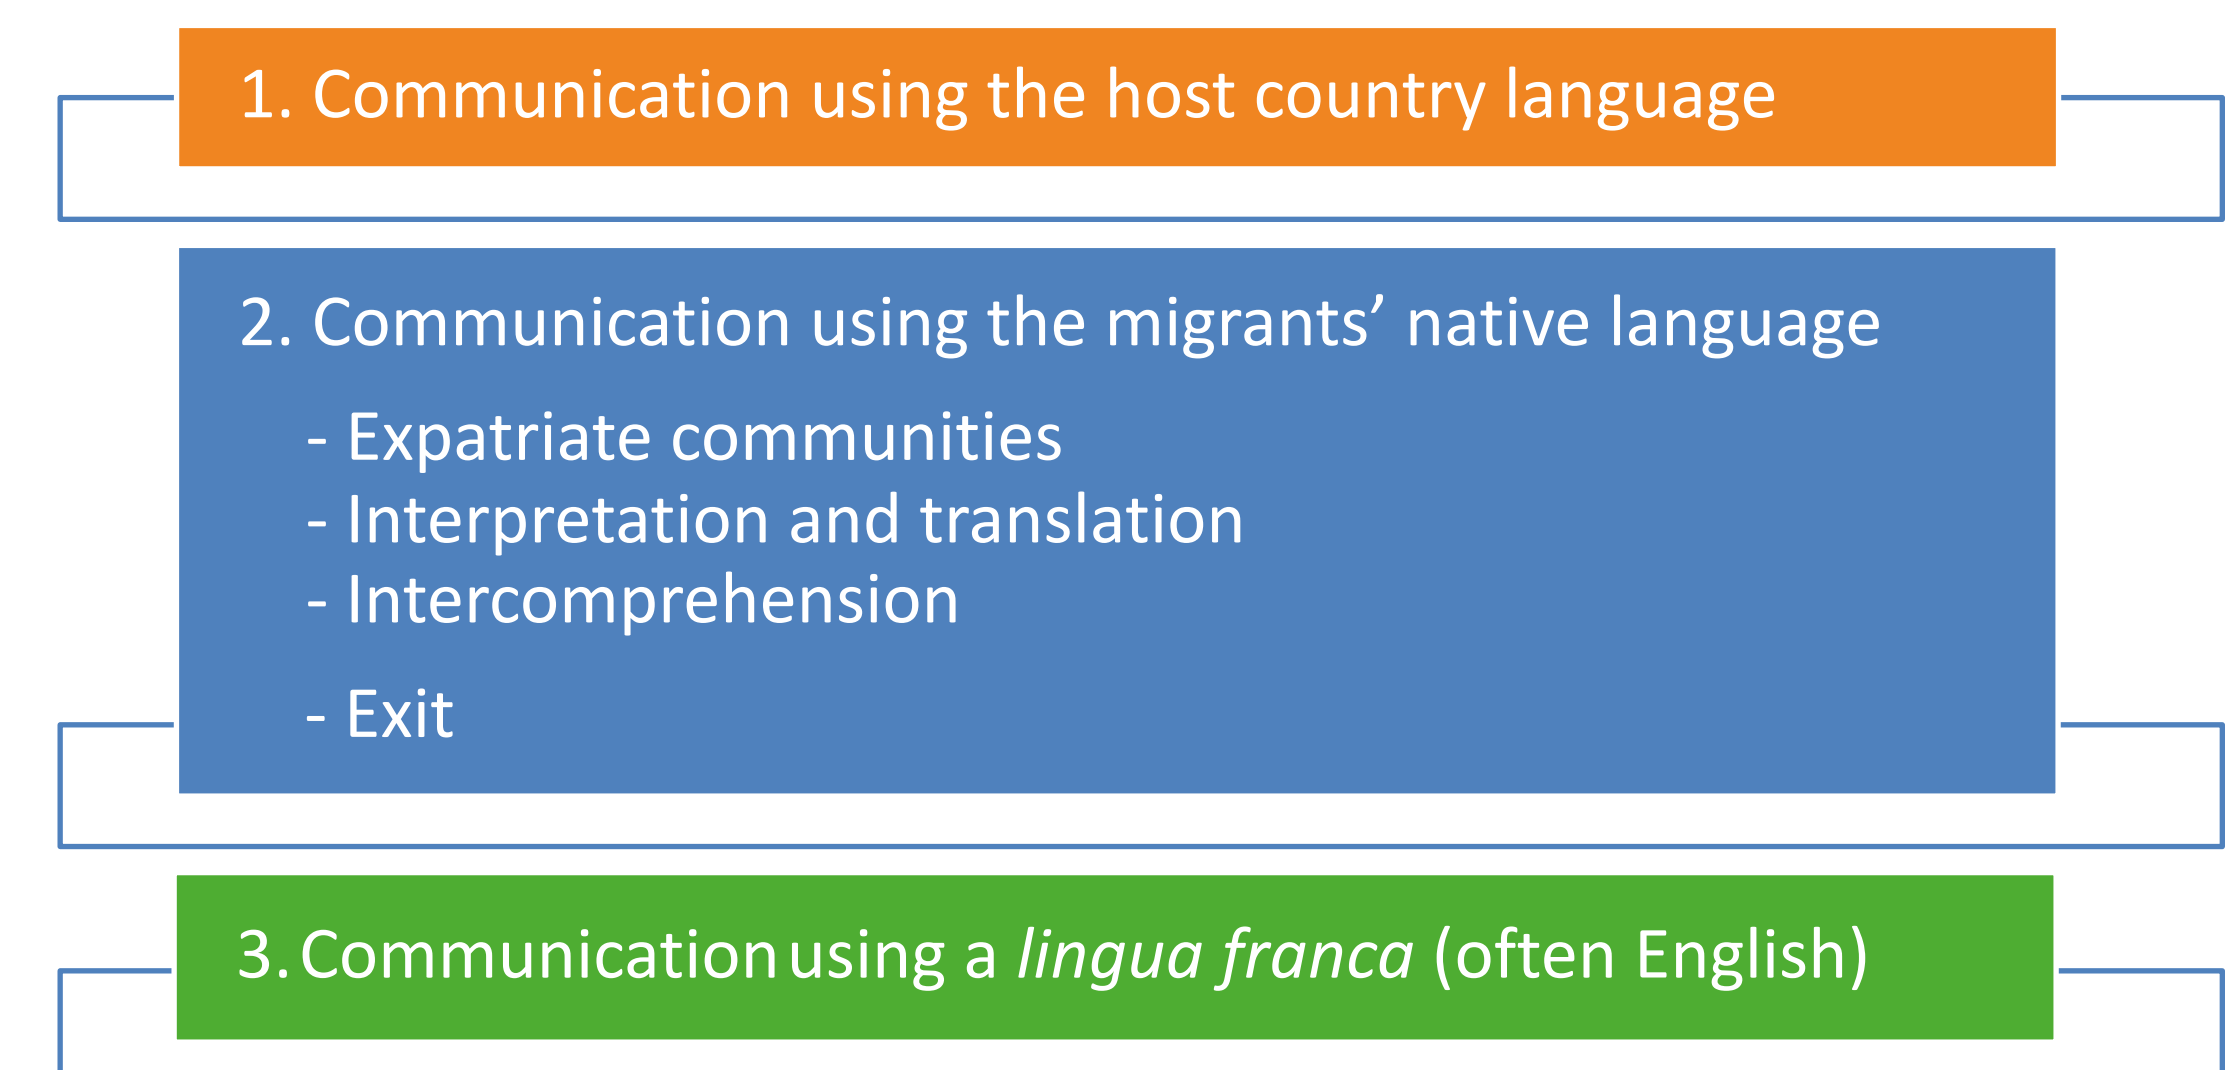 1. Communication using the host country language
2. Communication using the migrants’ native language
- Expatriate communities
- Interpretation and translation
- Intercomprehension
- Exit
3. Communication using a lingua franca (often English)